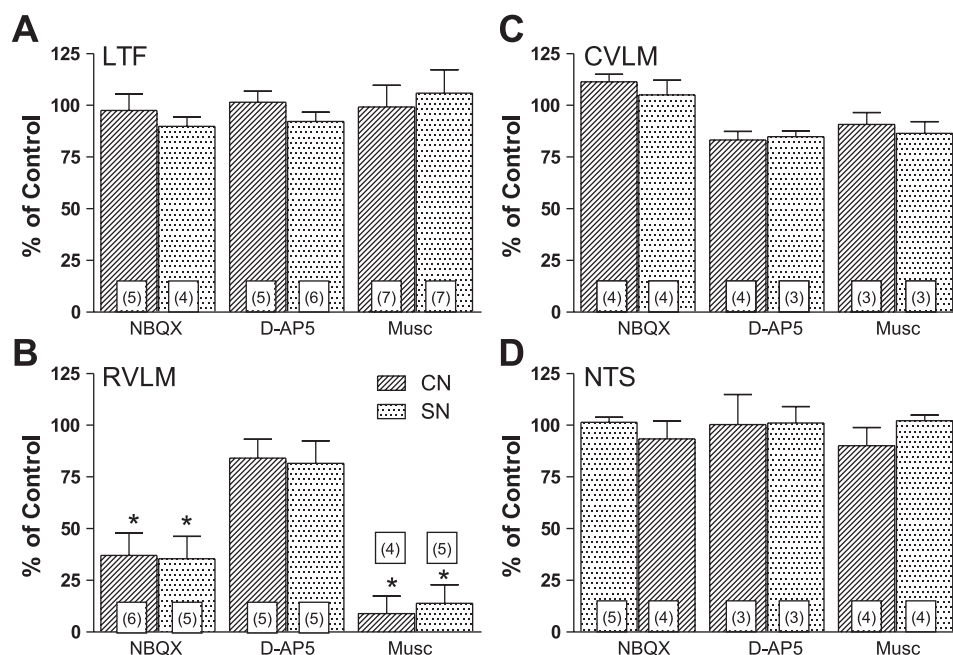 A
LTF
125
100
75
50
25
0
% of Control
(5) (4) (5) (6) (7) (7)
NBQX D-AP5 Musc
C
CVLM
125
100
75
50
25
0
% of Control
(4) (4) (4) (3) (3) (3)
NBQX D-AP5 Musc
B
RVLM
125
100
75
50
25
0
% of Control
CN
SN
* * * *
(4) (5)
(6) (5) (5) (5)
NBQX D-AP5 Musc
D
NTS
125
100
75
50
25
0
% of Control
(5) (4) (3) (3) (4) (4)
NBQX D-AP5 Musc